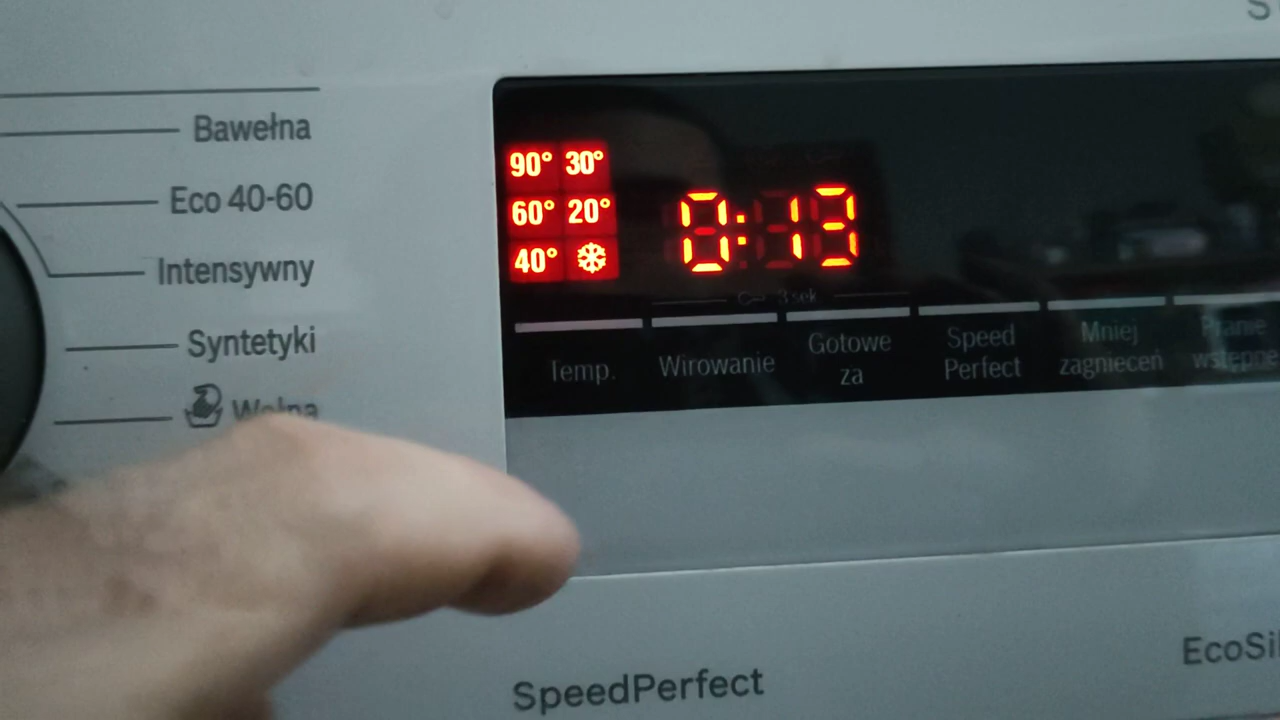 Bawełna
Eco 40-60
Intensywny
Syntetyki
Wełna
90° 30°
60° 20°
40°
0:13
3 sek
Temp.
Wirowanie
Gotowe
za
Speed
Perfect
Mniej
zagnieceń
Pranie
wstępne
SpeedPerfect